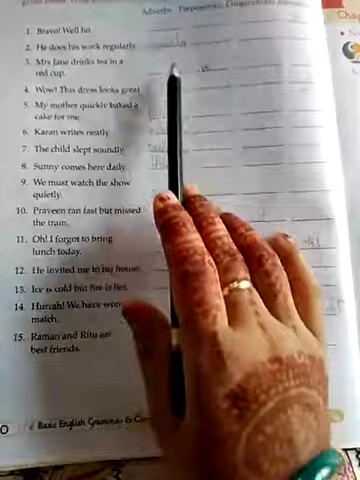 Adverbs Prepositions, Conjunctions
1. Bravo! Well hit
2. He does his work regularly.
3. Mrs Jane drinks tea in a
red cup.
4. Wow! This dress looks great
5. My mother quickly baked a
cake for me.
6. Karan writes neatly.
7. The child slept soundly.
8. Sunny comes here daily.
9. We must watch the show
quietly.
10. Praveen ran fast but missed
the train.
11. Oh! I forgot to bring
lunch today.
12. He invited me to his house.
13. Ice is cold but fire is hot.
14. Hurrah! We have won
match.
15. Raman and Ritu are
best friends.
Basic English Grammar & Co